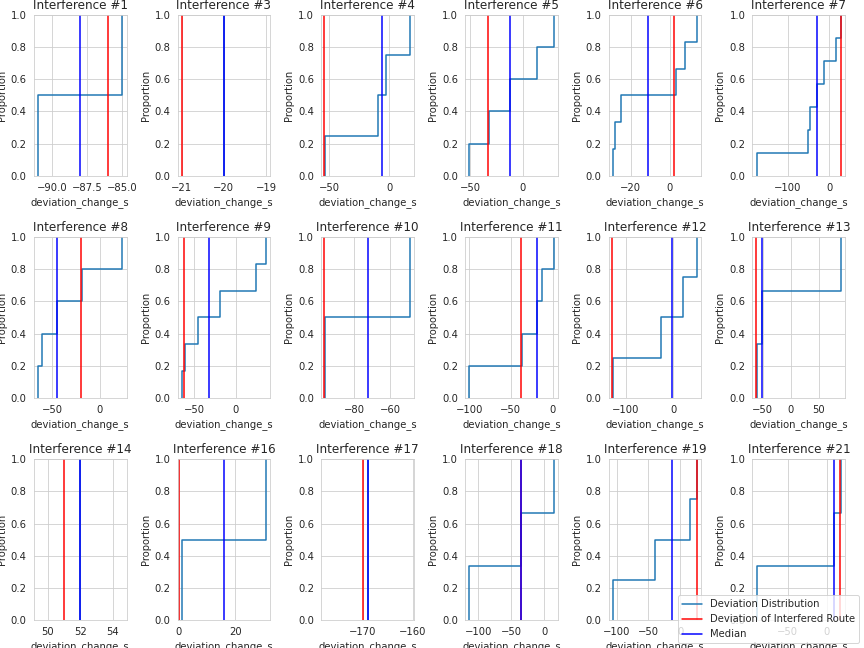 Interference #1 Interference #3 Interference #4 Interference #5 Interference #6 Interference #7
1.0 1.0 1.0 1.0 1.0 1.0
0.8 0.8 0.8 0.8 0.8 0.8
0.6 0.6 0.6 0.6 0.6 0.6
Proportion Proportion Proportion Proportion Proportion Proportion
0.4 0.4 0.4 0.4 0.4 0.4
0.2 0.2 0.2 0.2 0.2 0.2
0.0 0.0 0.0 0.0 0.0 0.0
−90.0 −87.5 −85.0 −21 −20 −19 −50 0 −50 0 −20 0 −100 0
deviation_change_s deviation_change_s deviation_change_s deviation_change_s deviation_change_s deviation_change_s
Interference #8 Interference #9 Interference #10 Interference #11 Interference #12 Interference #13
1.0 1.0 1.0 1.0 1.0 1.0
0.8 0.8 0.8 0.8 0.8 0.8
0.6 0.6 0.6 0.6 0.6 0.6
Proportion Proportion Proportion Proportion Proportion Proportion
0.4 0.4 0.4 0.4 0.4 0.4
0.2 0.2 0.2 0.2 0.2 0.2
0.0 0.0 0.0 0.0 0.0 0.0
−50 0 −50 0 −80 −60 −100 −50 0 −100 0 −50 0 50
deviation_change_s deviation_change_s deviation_change_s deviation_change_s deviation_change_s deviation_change_s
Interference #14 Interference #16 Interference #17 Interference #18 Interference #19 Interference #21
1.0 1.0 1.0 1.0 1.0 1.0
0.8 0.8 0.8 0.8 0.8 0.8
0.6 0.6 0.6 0.6 0.6 0.6
Proportion Proportion Proportion Proportion Proportion Proportion
0.4 0.4 0.4 0.4 0.4 0.4
0.2 0.2 0.2 0.2 0.2 0.2
0.0 0.0 0.0 0.0 0.0 0.0
50 52 54 0 20 −170 −160 −100 −50 0 −100 −50 0 −50 0
deviation_change_s deviation_change_s deviation_change_s deviation_change_s deviation_change_s deviation_change_s
Deviation Distribution
Deviation of Interfered Route
Median